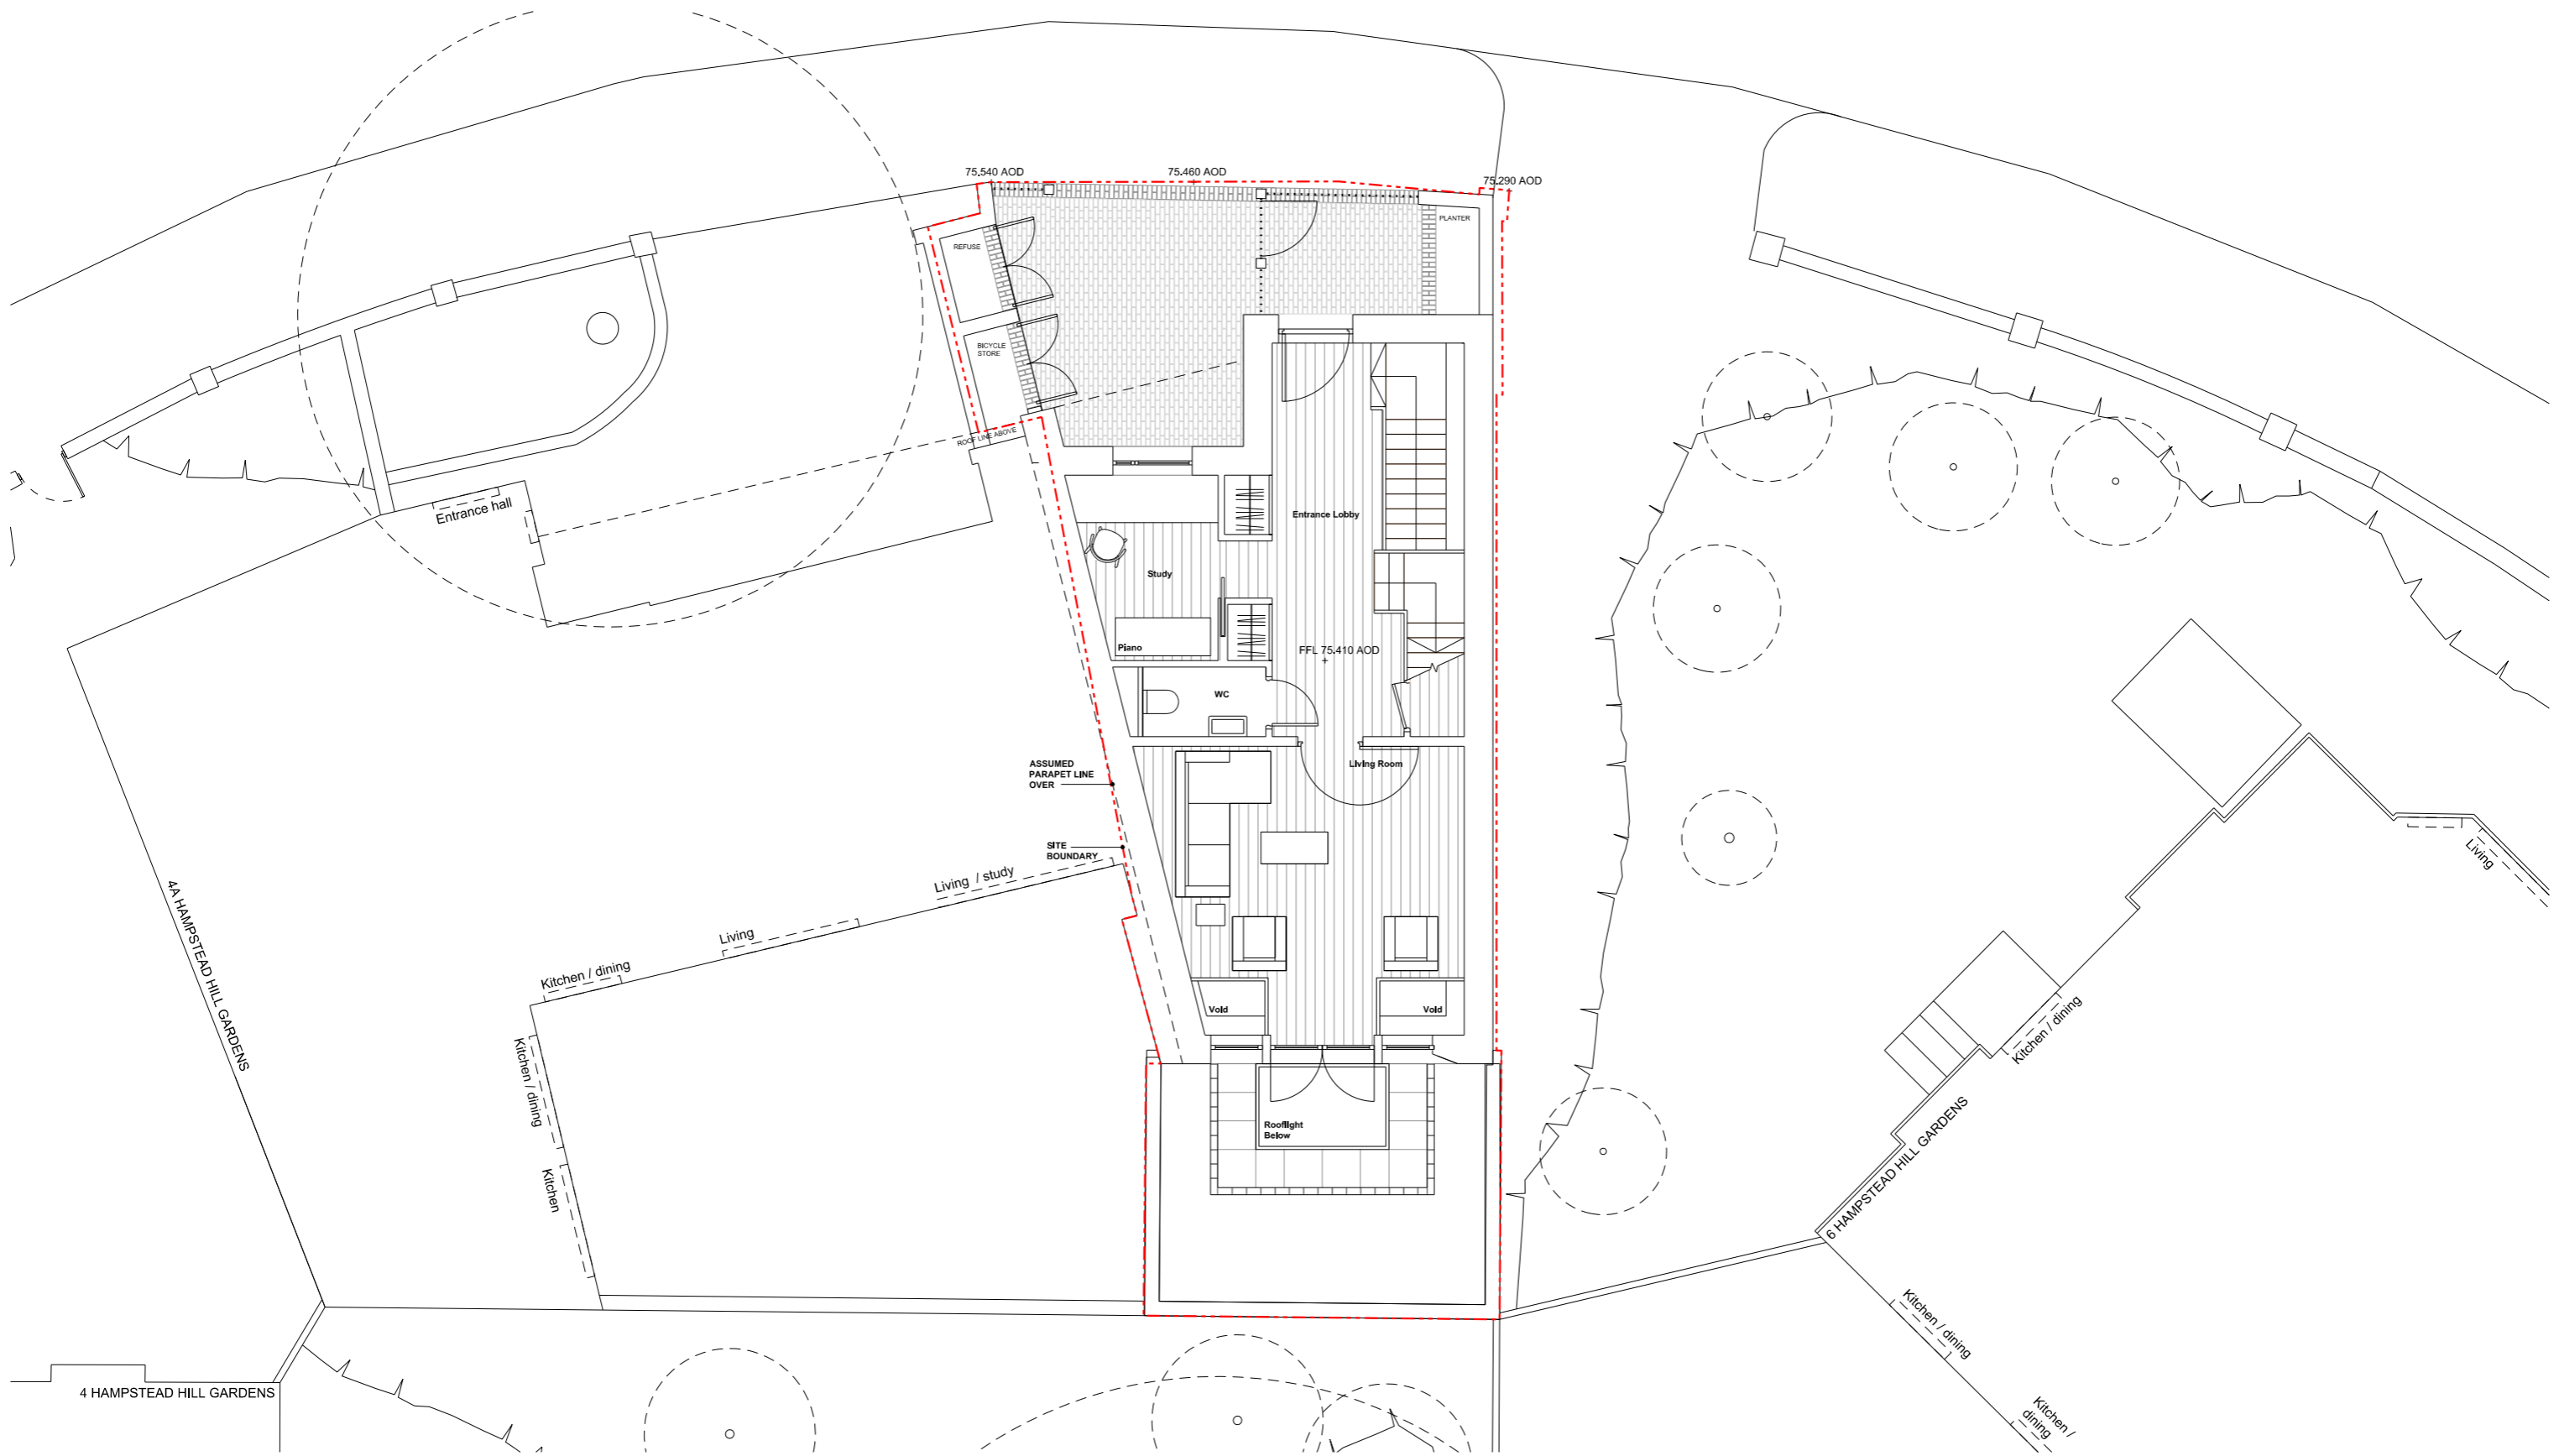 75.540 AOD
75.460 AOD
75.290 AOD
PLANTER
REFUSE
BICYCLE
STORE
ROOF LINE ABOVE
Entrance hall
Entrance Lobby
Study
Piano
FFL 75.410 AOD
WC
ASSUMED
PARAPET LINE
OVER
Living Room
SITE
BOUNDARY
Living / study
Living
Kitchen / dining
4A HAMPSTEAD HILL GARDENS
Void
Void
Kitchen / dining
Kitchen
Rooflight
Below
Living
Kitchen / dining
6 HAMPSTEAD HILL GARDENS
Kitchen / dining
Kitchen /
dining
4 HAMPSTEAD HILL GARDENS